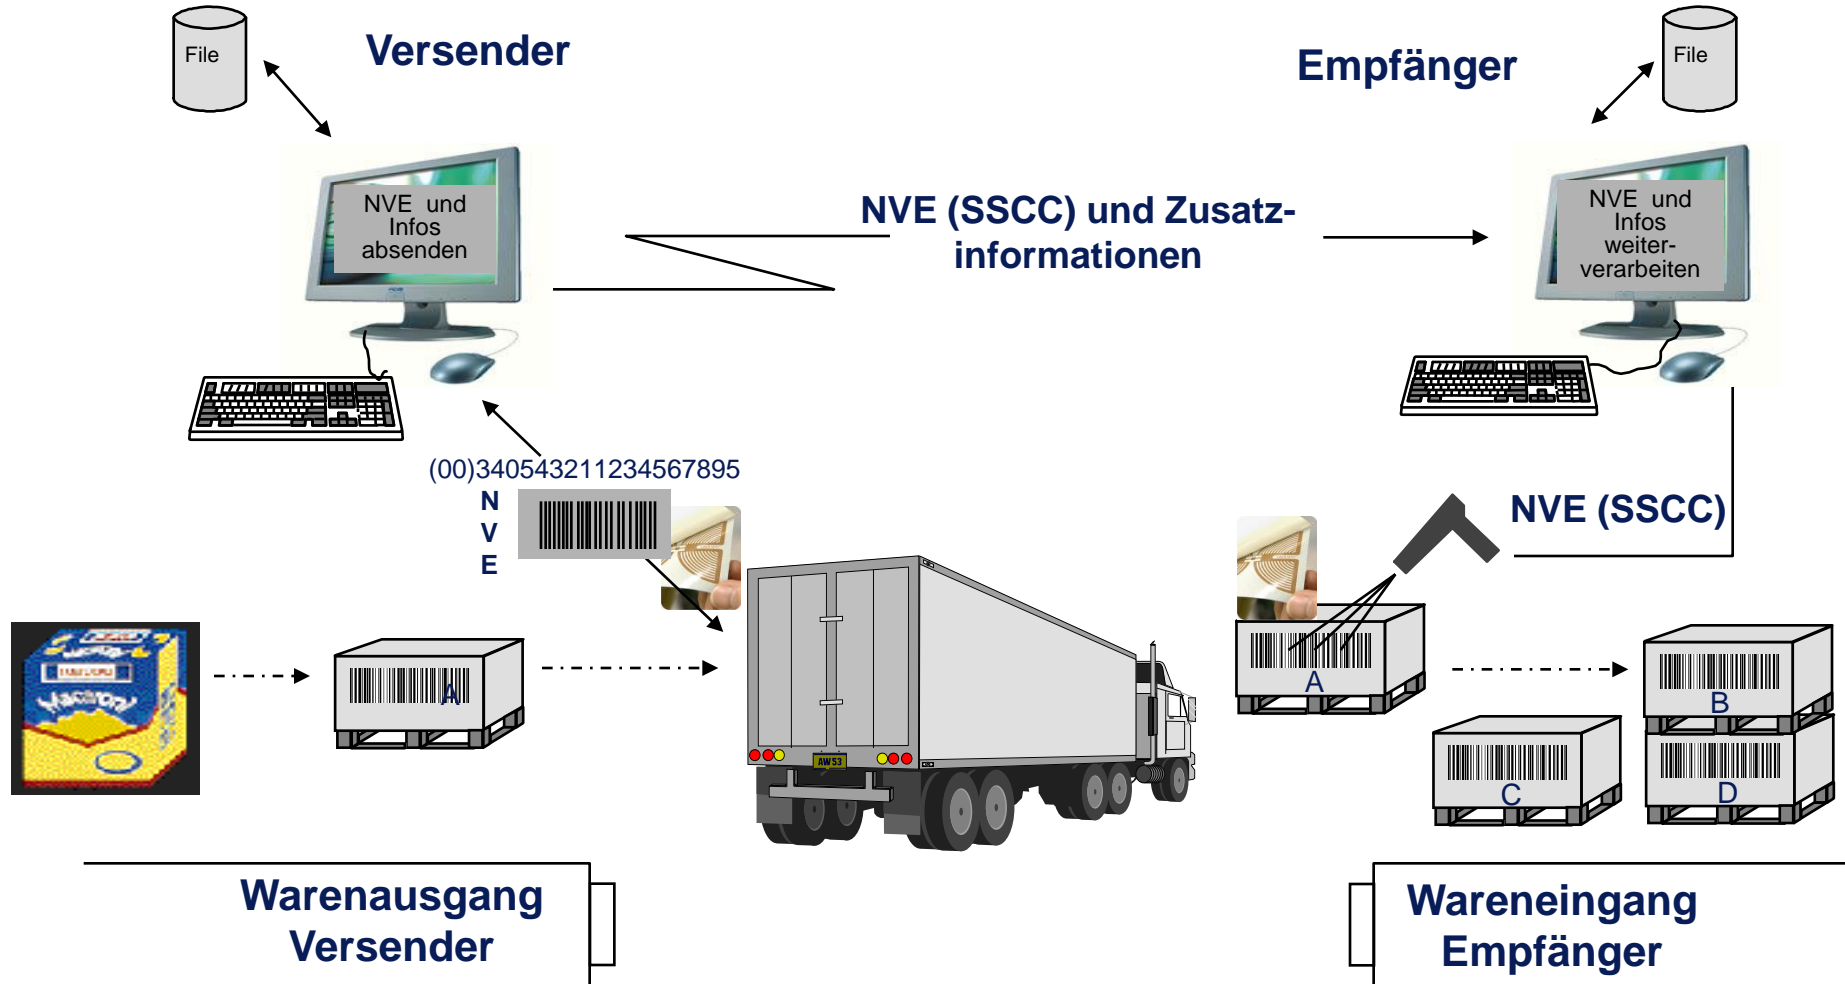 Versender
Empfänger
File
File
NVE und
Infos
absenden
NVE (SSCC) und Zusatz-
informationen
NVE und
Infos
weiter-
verarbeiten
(00)340543211234567895
N
V
E
NVE (SSCC)
A
A
B
C
D
AW53
Warenausgang
Versender
Wareneingang
Empfänger